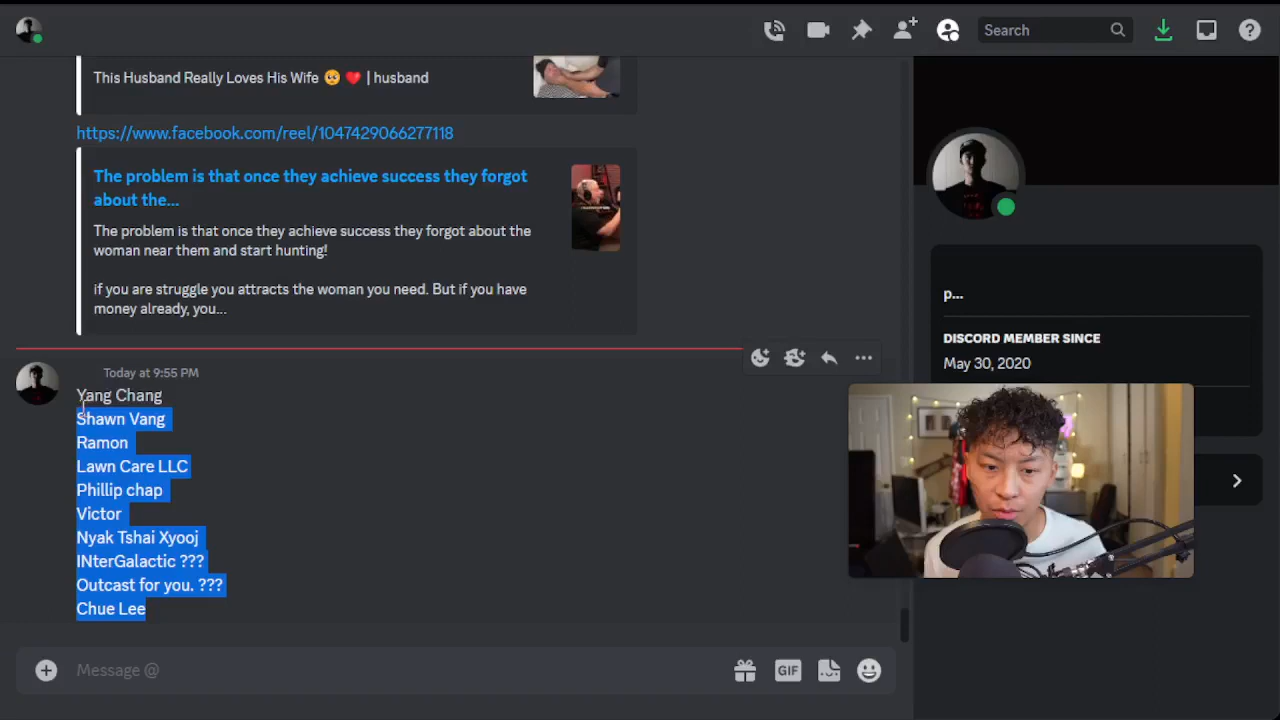 Search
This Husband Really Loves His Wife 🥺 ❤️ | husband
https://www.facebook.com/reel/1047429066277118
The problem is that once they achieve success they forgot
about the...
The problem is that once they achieve success they forgot about the
woman near them and start hunting!
if you are struggle you attracts the woman you need. But if you have
money already, you...
Today at 9:55 PM
Yang Chang
Shawn Vang
Ramon
Lawn Care LLC
Phillip chap
Victor
Nyak Tshai Xyooj
INterGalactic ???
Outcast for you. ???
Chue Lee
Message @
GIF
p...
DISCORD MEMBER SINCE
May 30, 2020